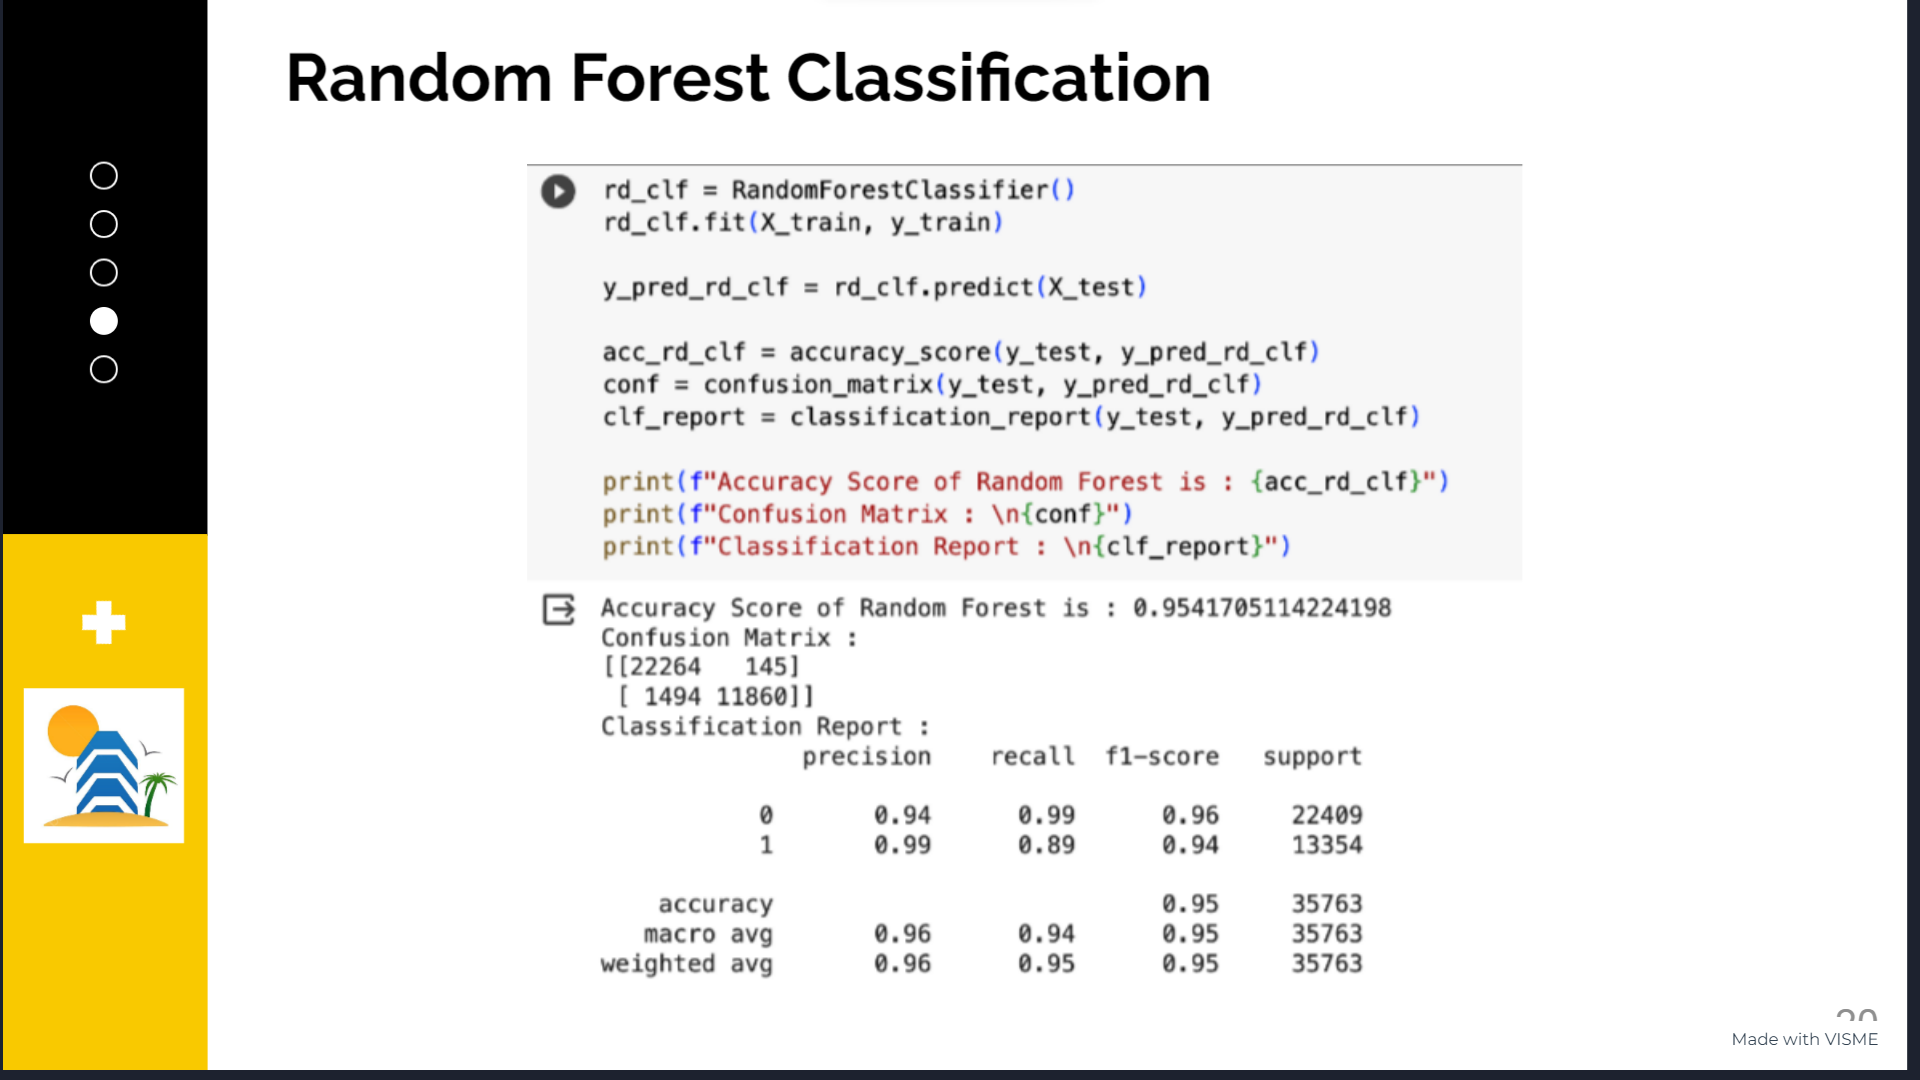 Random Forest Classification
rd_clf = RandomForestClassifier()
rd_clf.fit(X_train, y_train)
y_pred_rd_clf = rd_clf.predict(X_test)
acc_rd_clf = accuracy_score(y_test, y_pred_rd_clf)
conf = confusion_matrix(y_test, y_pred_rd_clf)
clf_report = classification_report(y_test, y_pred_rd_clf)
print(f"Accuracy Score of Random Forest is : {acc_rd_clf}")
print(f"Confusion Matrix : \n{conf}")
print(f"Classification Report : \n{clf_report}")
Accuracy Score of Random Forest is : 0.9541705114224198
Confusion Matrix :
[[22264   145]
 [ 1494 11860]]
Classification Report :
              precision    recall  f1-score   support
           0       0.94      0.99      0.96     22409
           1       0.99      0.89      0.94     13354
    accuracy                           0.95     35763
   macro avg       0.96      0.94      0.95     35763
weighted avg       0.96      0.95      0.95     35763
Made with VISME